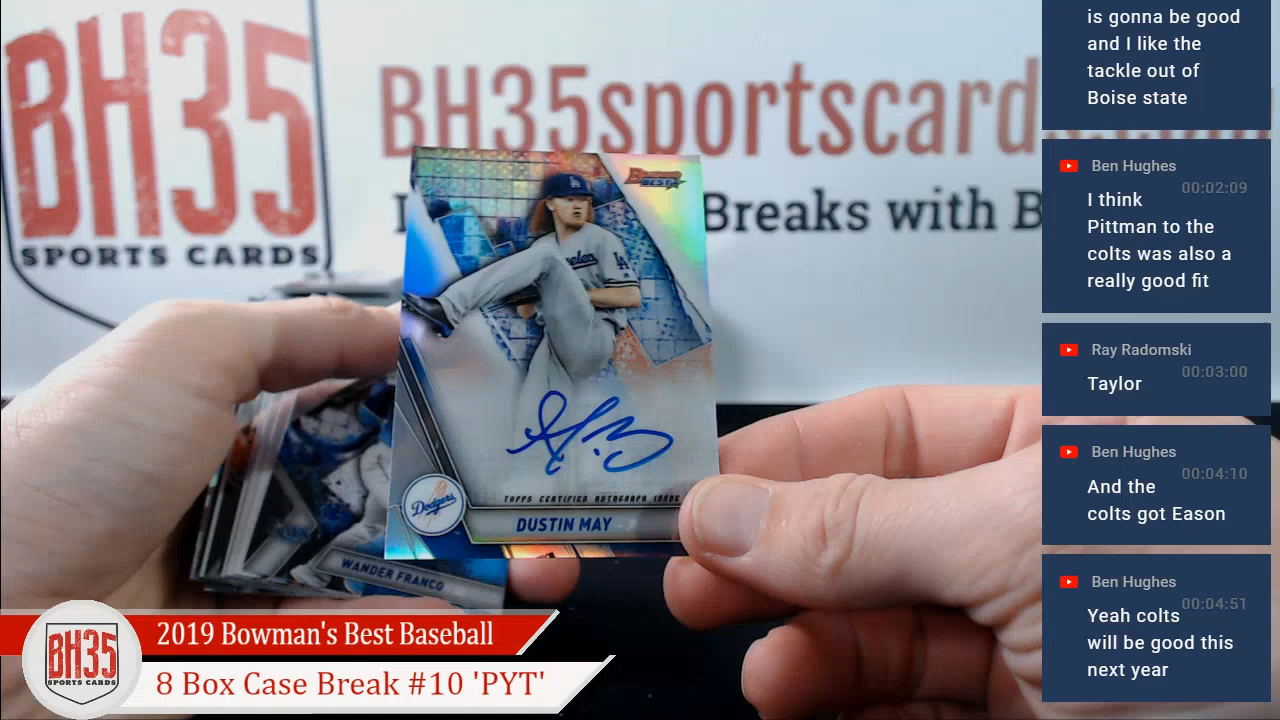 BH35
SPORTS CARDS
BH35sportscards.com
Breaks with B
Bowman's
BEST
LA
LA
TOPPS CERTIFIED AUTOGRAPH ISSUE
Dodgers
DUSTIN MAY
WANDER FRANCO
BH35
SPORTS CARDS
2019 Bowman's Best Baseball
8 Box Case Break #10 'PYT'
is gonna be good
and I like the
tackle out of
Boise state
Ben Hughes
00:02:09
I think
Pittman to the
colts was also a
really good fit
Ray Radomski
00:03:00
Taylor
Ben Hughes
00:04:10
And the
colts got Eason
Ben Hughes
00:04:51
Yeah colts
will be good this
next year